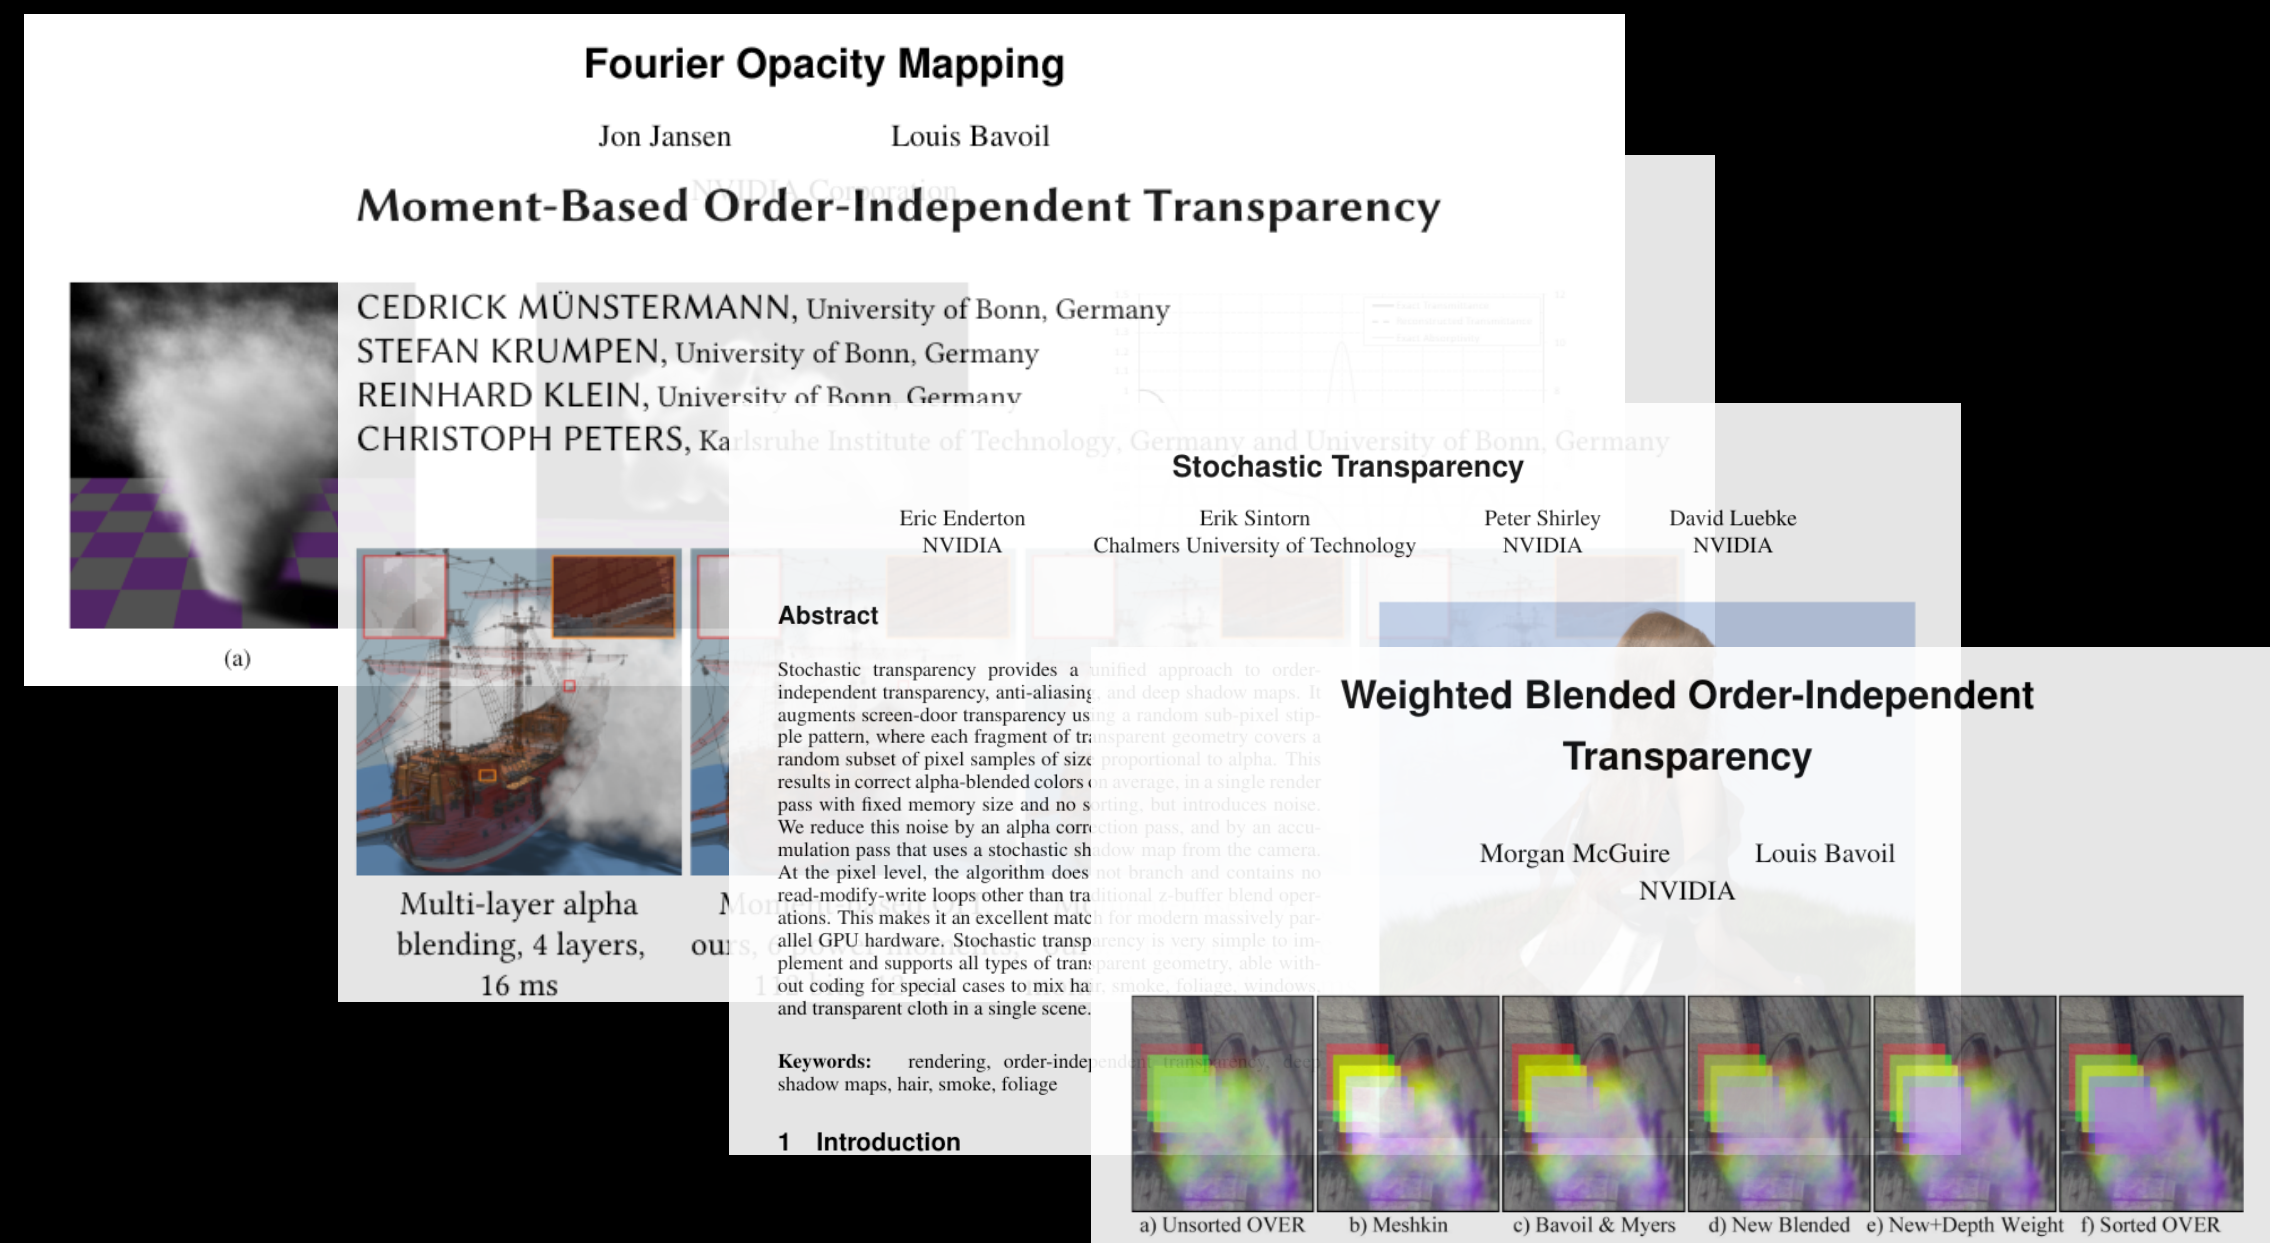 Fourier Opacity Mapping
Jon Jansen Louis Bavoil
NVIDIA Corporation
Moment-Based Order-Independent Transparency
CEDRICK MÜNSTERMANN, University of Bonn, Germany
STEFAN KRUMPEN, University of Bonn, Germany
REINHARD KLEIN, University of Bonn, Germany
CHRISTOPH PETERS, Karlsruhe Institute of Technology, Germany and University of Bonn, Germany
(a)
Multi-layer alpha
blending, 4 layers,
16 ms
Stochastic Transparency
Eric Enderton Erik Sintorn Peter Shirley David Luebke
NVIDIA Chalmers University of Technology NVIDIA NVIDIA
Abstract
Stochastic transparency provides a unified approach to order-
independent transparency, anti-aliasing, and deep shadow maps. It
augments screen-door transparency using a random sub-pixel stip-
ple pattern, where each fragment of transparent geometry covers a
random subset of pixel samples of size proportional to alpha. This
results in correct alpha-blended colors on average, in a single render
pass with fixed memory size and no sorting, but introduces noise.
We reduce this noise by an alpha correction pass, and by an accu-
mulation pass that uses a stochastic shadow map from the camera.
At the pixel level, the algorithm does not branch and contains no
read-modify-write loops other than traditional z-buffer blend oper-
ations. This makes it an excellent match for modern massively par-
allel GPU hardware. Stochastic transparency is very simple to im-
plement and supports all types of transparent geometry, able with-
out coding for special cases to mix hair, smoke, foliage, windows,
and transparent cloth in a single scene.
Keywords: rendering, order-independent transparency, deep
shadow maps, hair, smoke, foliage
1 Introduction
Weighted Blended Order-Independent
Transparency
Morgan McGuire Louis Bavoil
NVIDIA
a) Unsorted OVER b) Meshkin c) Bavoil & Myers d) New Blended e) New+Depth Weight f) Sorted OVER